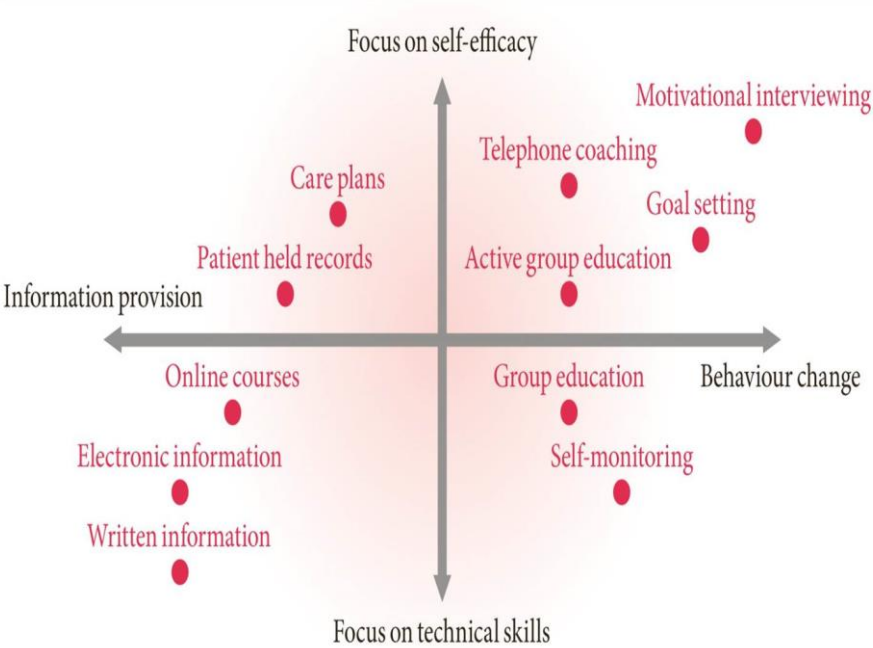 Focus on self-efficacy
Motivational interviewing
Telephone coaching
Care plans
Goal setting
Patient held records
Active group education
Information provision
Online courses
Group education
Behaviour change
Electronic information
Self-monitoring
Written information
Focus on technical skills